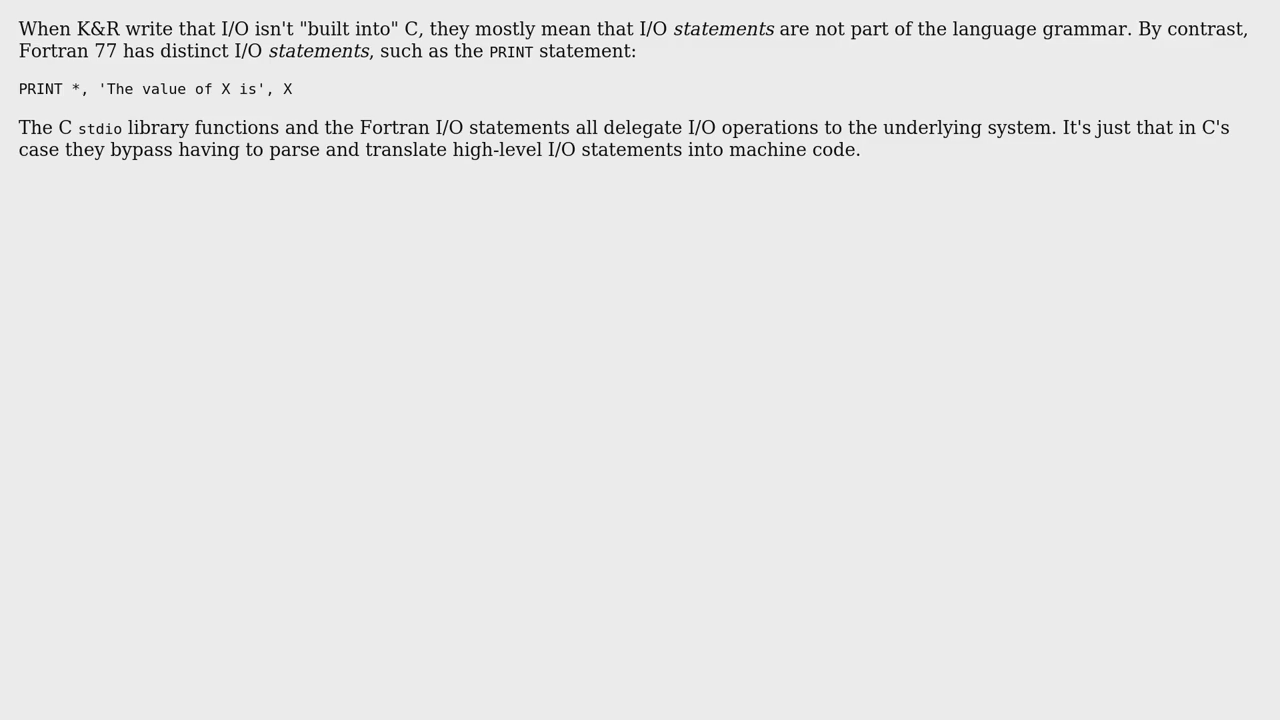 When K&R write that I/O isn't "built into" C, they mostly mean that I/O statements are not part of the language grammar. By contrast,
Fortran 77 has distinct I/O statements, such as the PRINT statement:
PRINT *, 'The value of X is', X
The C stdio library functions and the Fortran I/O statements all delegate I/O operations to the underlying system. It's just that in C's
case they bypass having to parse and translate high-level I/O statements into machine code.